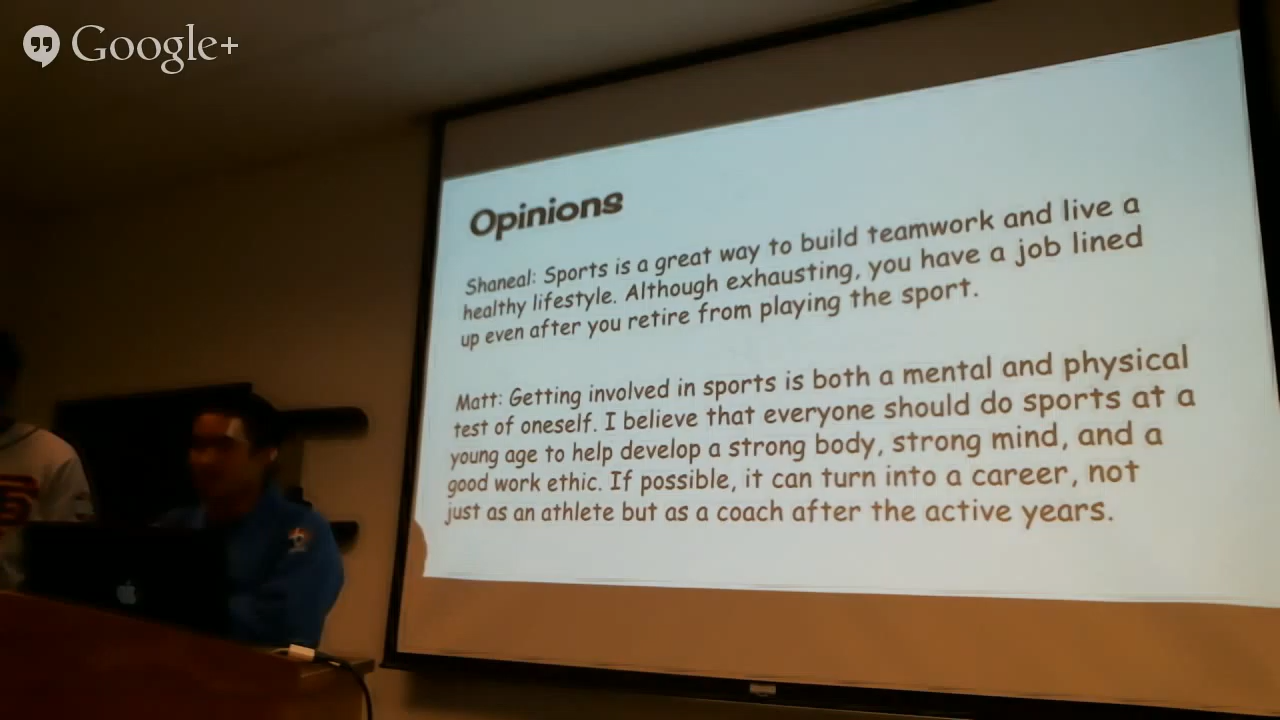 Google+
Opinions
Shaneal: Sports is a great way to build teamwork and live a
healthy lifestyle. Although exhausting, you have a job lined
up even after you retire from playing the sport.
Matt: Getting involved in sports is both a mental and physical
test of oneself. I believe that everyone should do sports at a
young age to help develop a strong body, strong mind, and a
good work ethic. If possible, it can turn into a career, not
just as an athlete but as a coach after the active years.